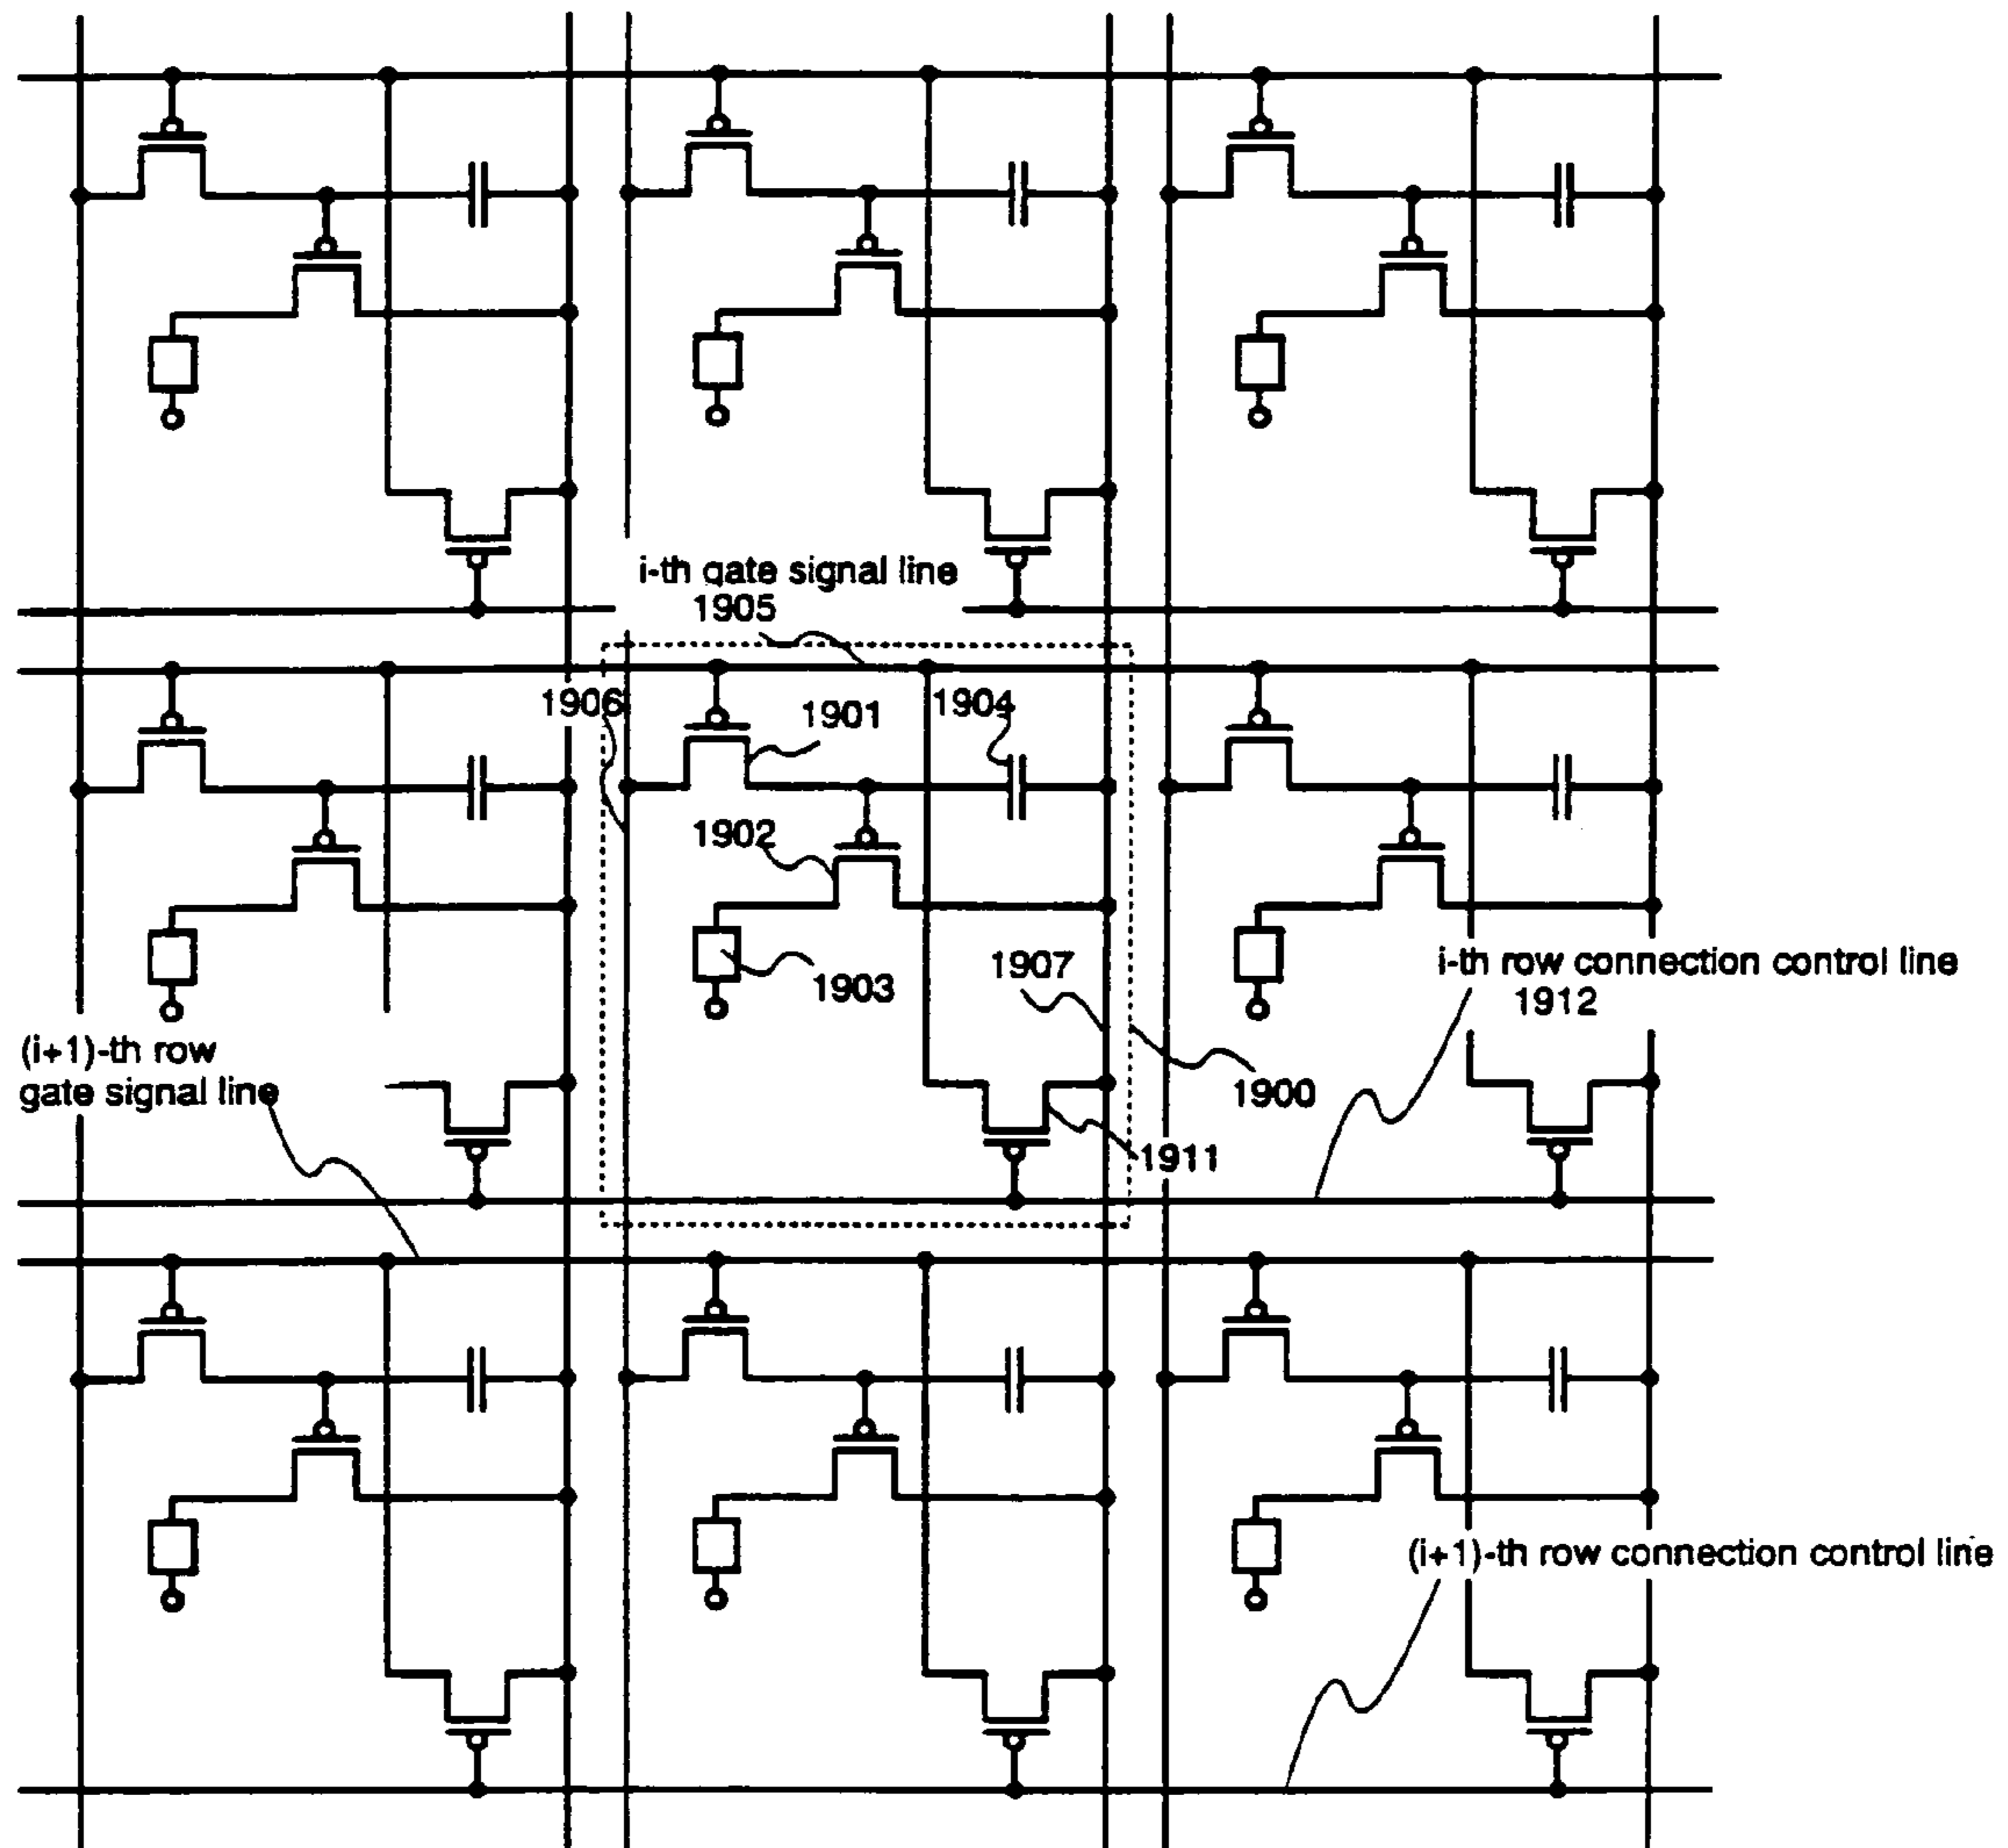 i-th gate signal line
1905
1906
1901
1904
1902
1907
1903
i-th row connection control line
1912
(i+1)-th row
gate signal line
1900
1911
(i+1)-th row connection control line